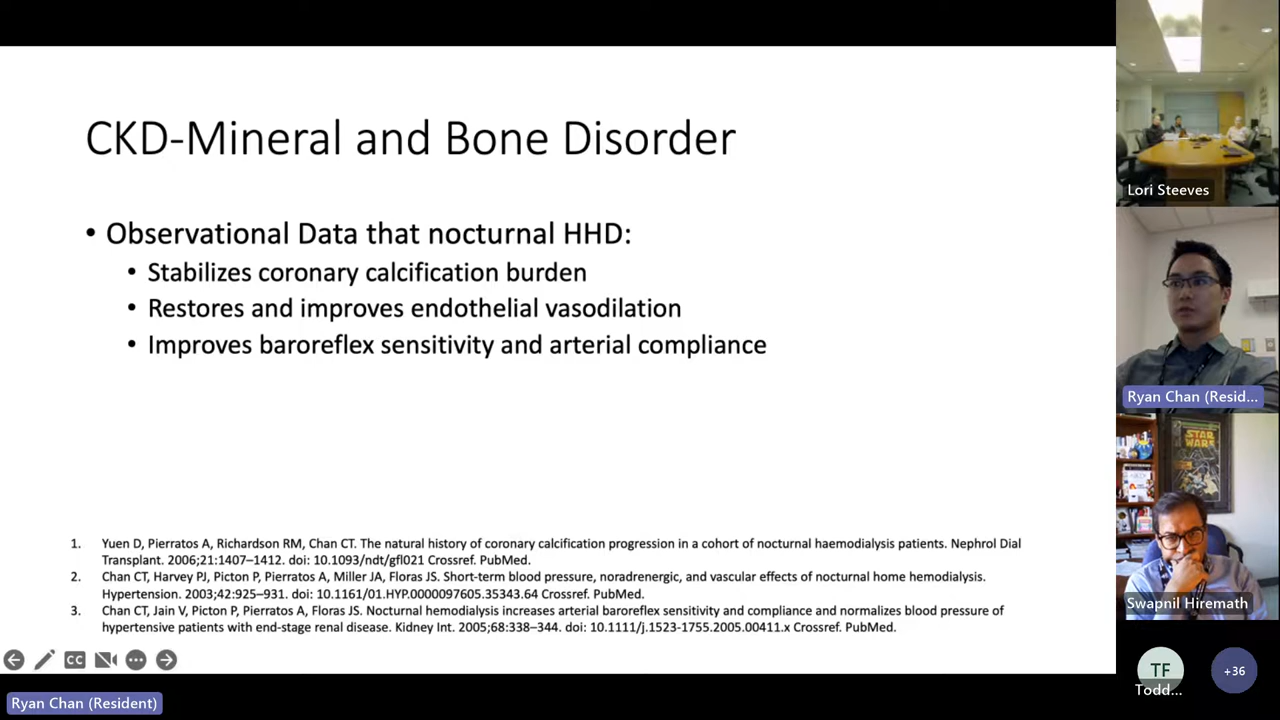 CKD-Mineral and Bone Disorder
• Observational Data that nocturnal HHD:
• Stabilizes coronary calcification burden
• Restores and improves endothelial vasodilation
• Improves baroreflex sensitivity and arterial compliance
1. Yuen D, Pierratos A, Richardson RM, Chan CT. The natural history of coronary calcification progression in a cohort of nocturnal haemodialysis patients. Nephrol Dial
Transplant. 2006;21:1407–1412. doi: 10.1093/ndt/gfl021 Crossref. PubMed.
2. Chan CT, Harvey PJ, Picton P, Pierratos A, Miller JA, Floras JS. Short-term blood pressure, noradrenergic, and vascular effects of nocturnal home hemodialysis.
Hypertension. 2003;42:925–931. doi: 10.1161/01.HYP.0000097605.35343.64 Crossref. PubMed.
3. Chan CT, Jain V, Picton P, Pierratos A, Floras JS. Nocturnal hemodialysis increases arterial baroreflex sensitivity and compliance and normalizes blood pressure of
hypertensive patients with end-stage renal disease. Kidney Int. 2005;68:338–344. doi: 10.1111/j.1523-1755.2005.00411.x Crossref. PubMed.
CC
Ryan Chan (Resident)
Lori Steeves
Ryan Chan (Resid...
STAR
WARS
Swapnil Hiremath
TF
Todd...
+36